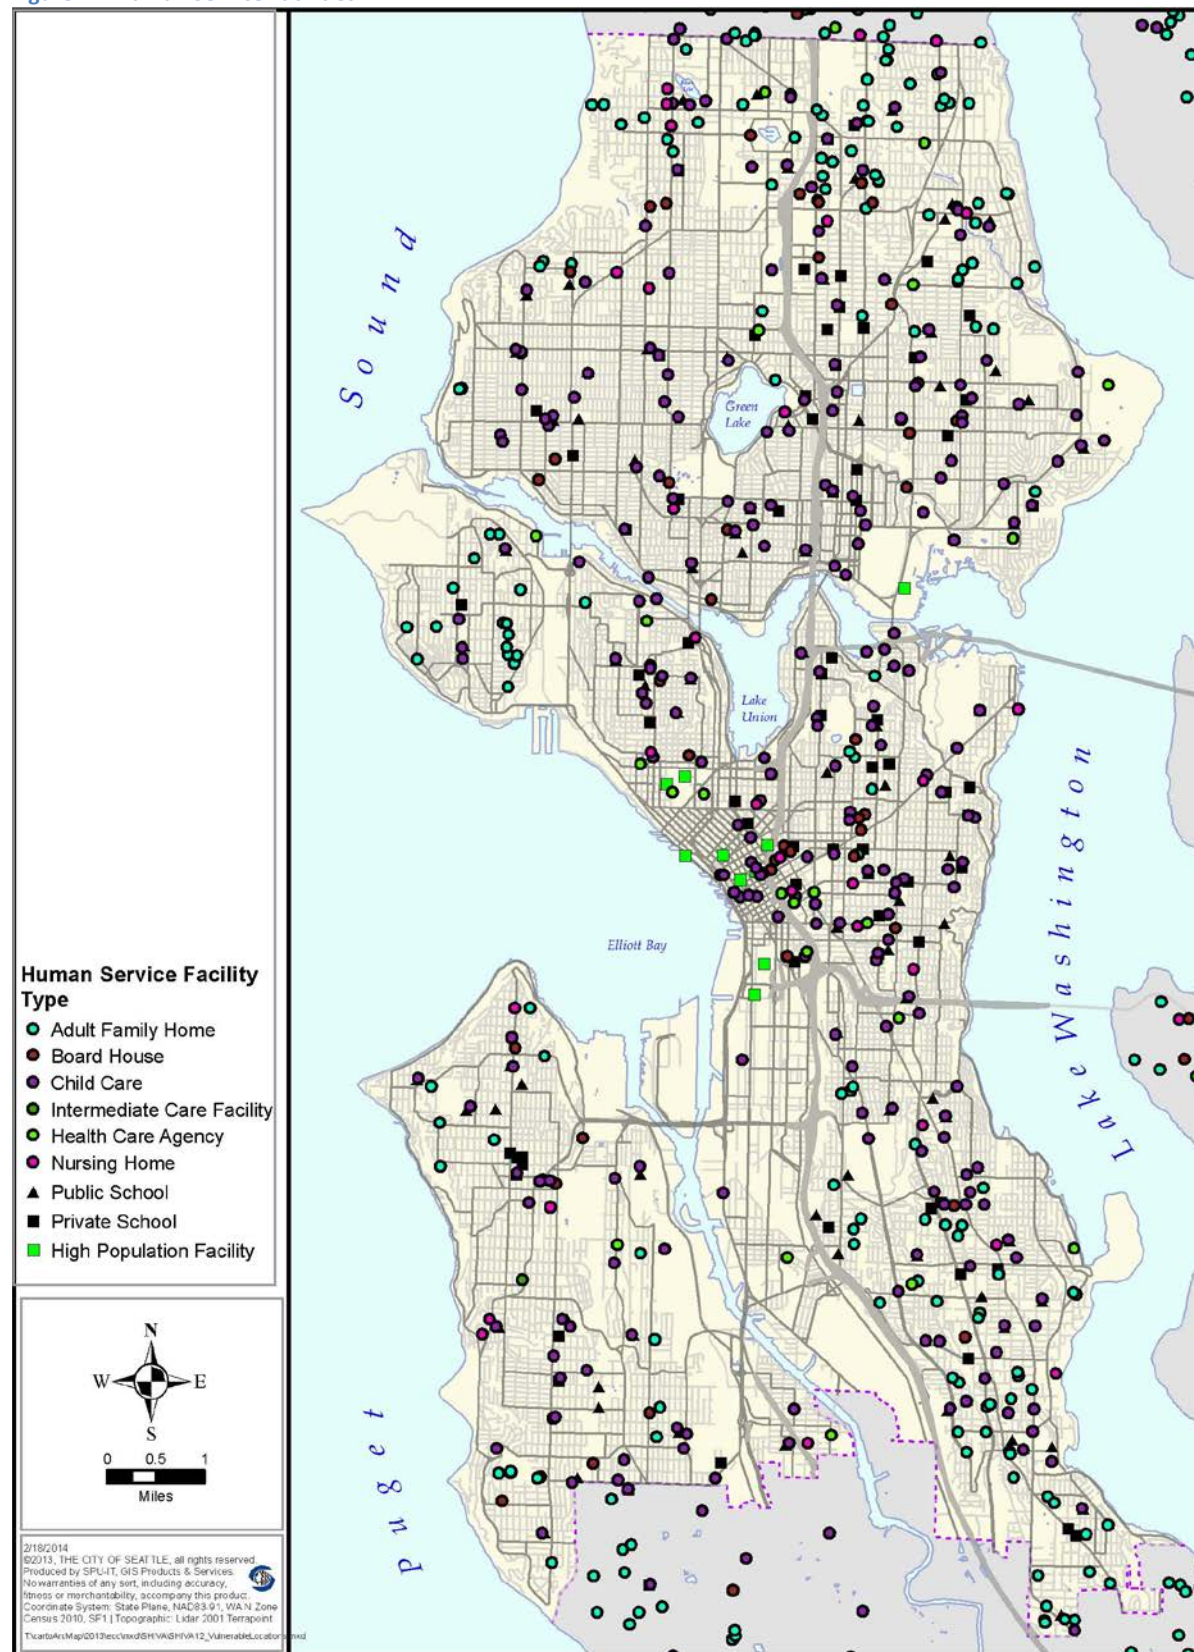 Human Service Facility
Type
Adult Family Home
Board House
Child Care
Intermediate Care Facility
Health Care Agency
Nursing Home
Public School
Private School
High Population Facility
N
W E
S
0 0.5 1
Miles
2/18/2014
©2013, THE CITY OF SEATTLE, all rights reserved.
Produced by SPU-IT, GIS Products & Services.
No warranties of any sort, including accuracy,
fitness or merchantability, accompany this product.
Coordinate System: State Plane, NAD83-91, WA N Zone
Census 2010, SF1 | Topographic: Lidar 2001 Terrapoint
Sound
Green
Lake
Lake
Union
Elliott Bay
Lake Washington
Puget